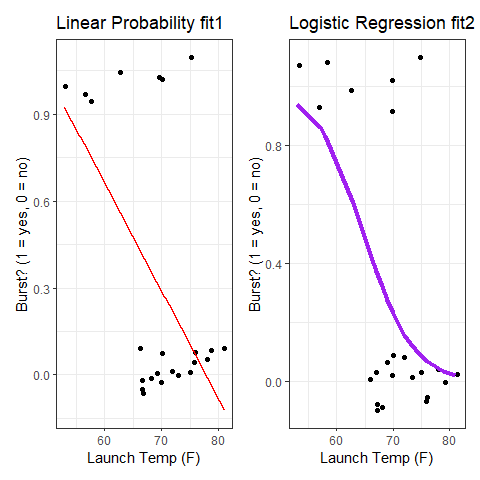 Linear Probability fit1
Burst? (1 = yes, 0 = no)
0.9
0.6
0.3
0.0
60 70 80
Launch Temp (F)
Logistic Regression fit2
Burst? (1 = yes, 0 = no)
0.8
0.4
0.0
60 70 80
Launch Temp (F)